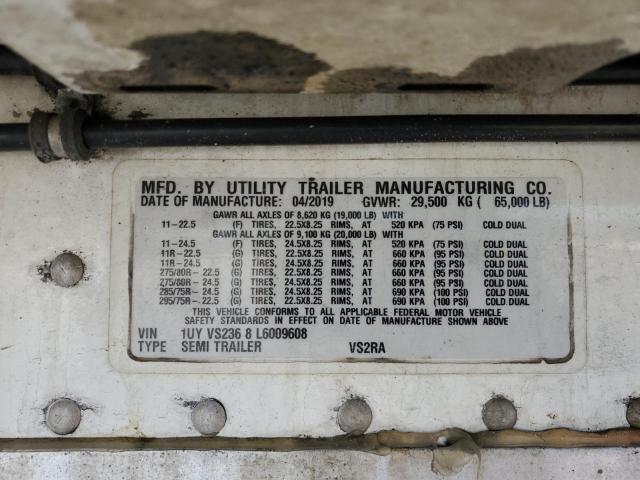 MFD. BY UTILITY TRAILER MANUFACTURING CO.
DATE OF MANUFACTURE: 04/2019 GVWR: 29,500 KG ( 65,000 LB)
GAWR ALL AXLES OF 8,620 KG (19,000 LB) WITH
11-22.5 (F) TIRES, 22.5X8.25 RIMS, AT 520 KPA (75 PSI) COLD DUAL
GAWR ALL AXLES OF 9,100 KG (20,000 LB) WITH
11-24.5 (F) TIRES, 24.5X8.25 RIMS, AT 520 KPA (75 PSI) COLD DUAL
11R-22.5 (G) TIRES, 22.5X8.25 RIMS, AT 660 KPA (95 PSI) COLD DUAL
11R-24.5 (G) TIRES, 24.5X8.25 RIMS, AT 660 KPA (95 PSI) COLD DUAL
275/80R-22.5 (G) TIRES, 22.5X8.25 RIMS, AT 660 KPA (95 PSI) COLD DUAL
275/80R-24.5 (G) TIRES, 24.5X8.25 RIMS, AT 660 KPA (95 PSI) COLD DUAL
285/75R-24.5 (G) TIRES, 24.5X8.25 RIMS, AT 690 KPA (100 PSI) COLD DUAL
295/75R-22.5 (G) TIRES, 22.5X8.25 RIMS, AT 690 KPA (100 PSI) COLD DUAL
THIS VEHICLE CONFORMS TO ALL APPLICABLE FEDERAL MOTOR VEHICLE
SAFETY STANDARDS IN EFFECT ON DATE OF MANUFACTURE SHOWN ABOVE
VIN 1UY VS236 8 L6009608
TYPE SEMI TRAILER VS2RA